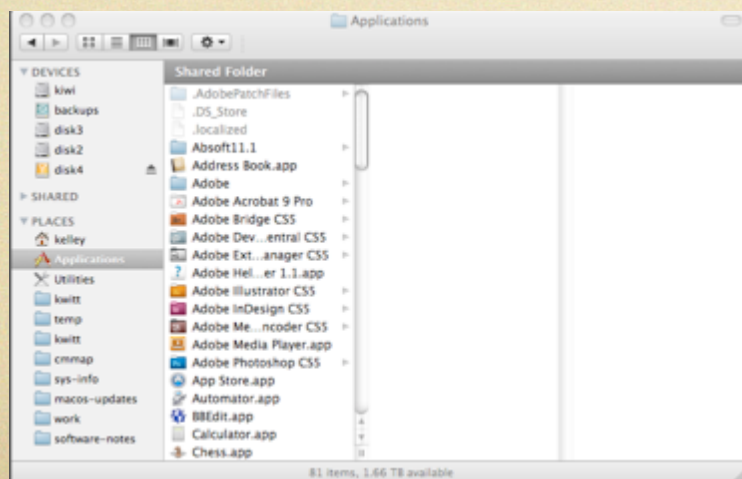 Applications
DEVICES
kiwi
backups
disk3
disk2
disk4
SHARED
PLACES
kelley
Applications
Utilities
kwitt
temp
kwitt
cmmap
sys-info
macos-updates
work
software-notes
Shared Folder
.AdobePatchFiles
.DS_Store
.localized
Absoft11.1
Address Book.app
Adobe
Adobe Acrobat 9 Pro
Adobe Bridge CS5
Adobe Dev...entral CS5
Adobe Ext...anager CS5
Adobe Hel...er 1.1.app
Adobe Illustrator CS5
Adobe InDesign CS5
Adobe Me...ncoder CS5
Adobe Media Player.app
Adobe Photoshop CS5
App Store.app
Automator.app
BBEdit.app
Calculator.app
Chess.app
81 items, 1.66 TB available